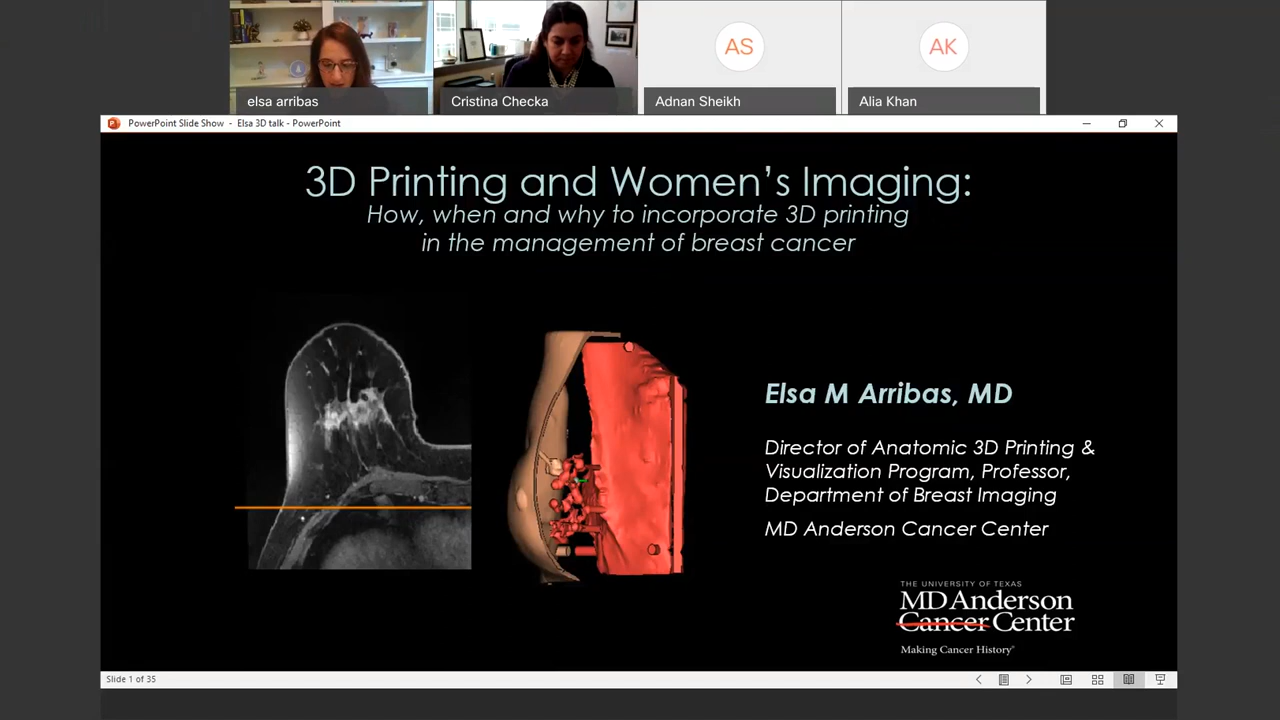 elsa arribas
Cristina Checka
AS
Adnan Sheikh
AK
Alia Khan
PowerPoint Slide Show - Elsa 3D talk - PowerPoint
3D Printing and Women's Imaging:
How, when and why to incorporate 3D printing
in the management of breast cancer
Elsa M Arribas, MD
Director of Anatomic 3D Printing &
Visualization Program, Professor,
Department of Breast Imaging
MD Anderson Cancer Center
THE UNIVERSITY OF TEXAS
MD Anderson
Cancer Center
Making Cancer History®
Slide 1 of 35